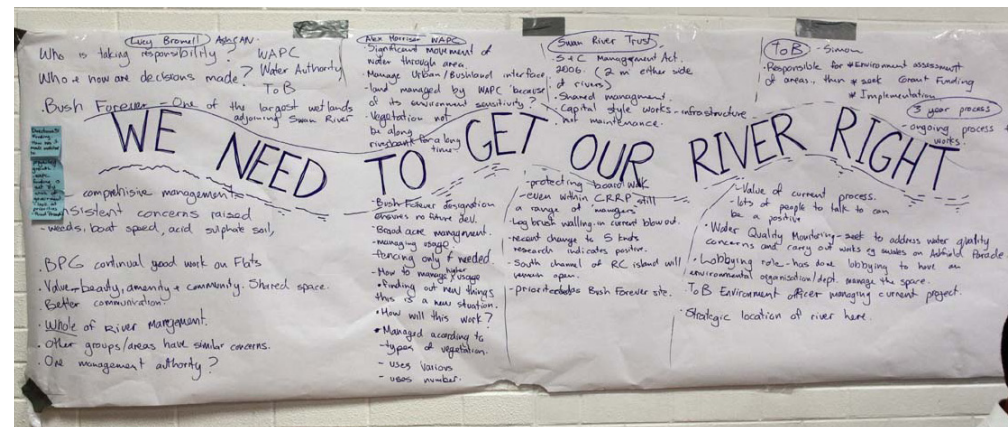 Lucy Bromell AshCAN
Who is taking responsibility? WAPC
Who & how are decisions made? Water Authority
ToB
. Bush Forever - One of the largest wetlands
adjoining Swan River
Alex Harrison WAPC
. Significant movement of
water through area.
. Manage Urban/Bushland interface
- land managed by WAPC because
of its environment sensitivity?
. Vegetation not
be along
riverbank for a long
time.
Swan River Trust
. S + C Management Act.
2006. (2 m either side
of rivers)
. Shared managment.
. Capital style works - infrastructure
not maintenance.
ToB - Simon
. Responsible for * Environment assessment
of areas, then * seek Grant Funding
* Implementation
3 year process
- ongoing process
works.
WE NEED TO GET OUR RIVER RIGHT
- comprehisive management
consistent concerns raised
- weeds, boat speed, acid sulphate soil,
. BPG continual good work on Flats
. Value - beauty, amenity + community. Shared space.
Better communication.
. Whole of River Management.
. Other groups/areas have similar concerns.
. One management authority?
. Bush Forever designation
ensures no future dev.
. Broad acre managment.
- managing usage.
- fencing only if needed.
- How to manage higher usage
. finding out new things
this is a new stuation.
. How will this work?
. Managed according to
- types of vegetation.
- uses various
- uses number.
- protecting board walk
- even within CRRP still
a range of 'managers'
. Log brush walling in current blow out.
- recent change to 5 knots
research indicates positive.
. South channel of RC island will
remain open.
- priorit Bush Forever site.
- Value of current process.
- lots of people to talk to can
be a positive
. Water Quality Monitoring - seek to address water quality
concerns and carry out works eg swales on Ashfield Parade
. Lobbying role - has done lobbying to have an
environmental organisation/dept. manage the space.
. ToB Environment officer managing current project.
. Strategic location of river here.